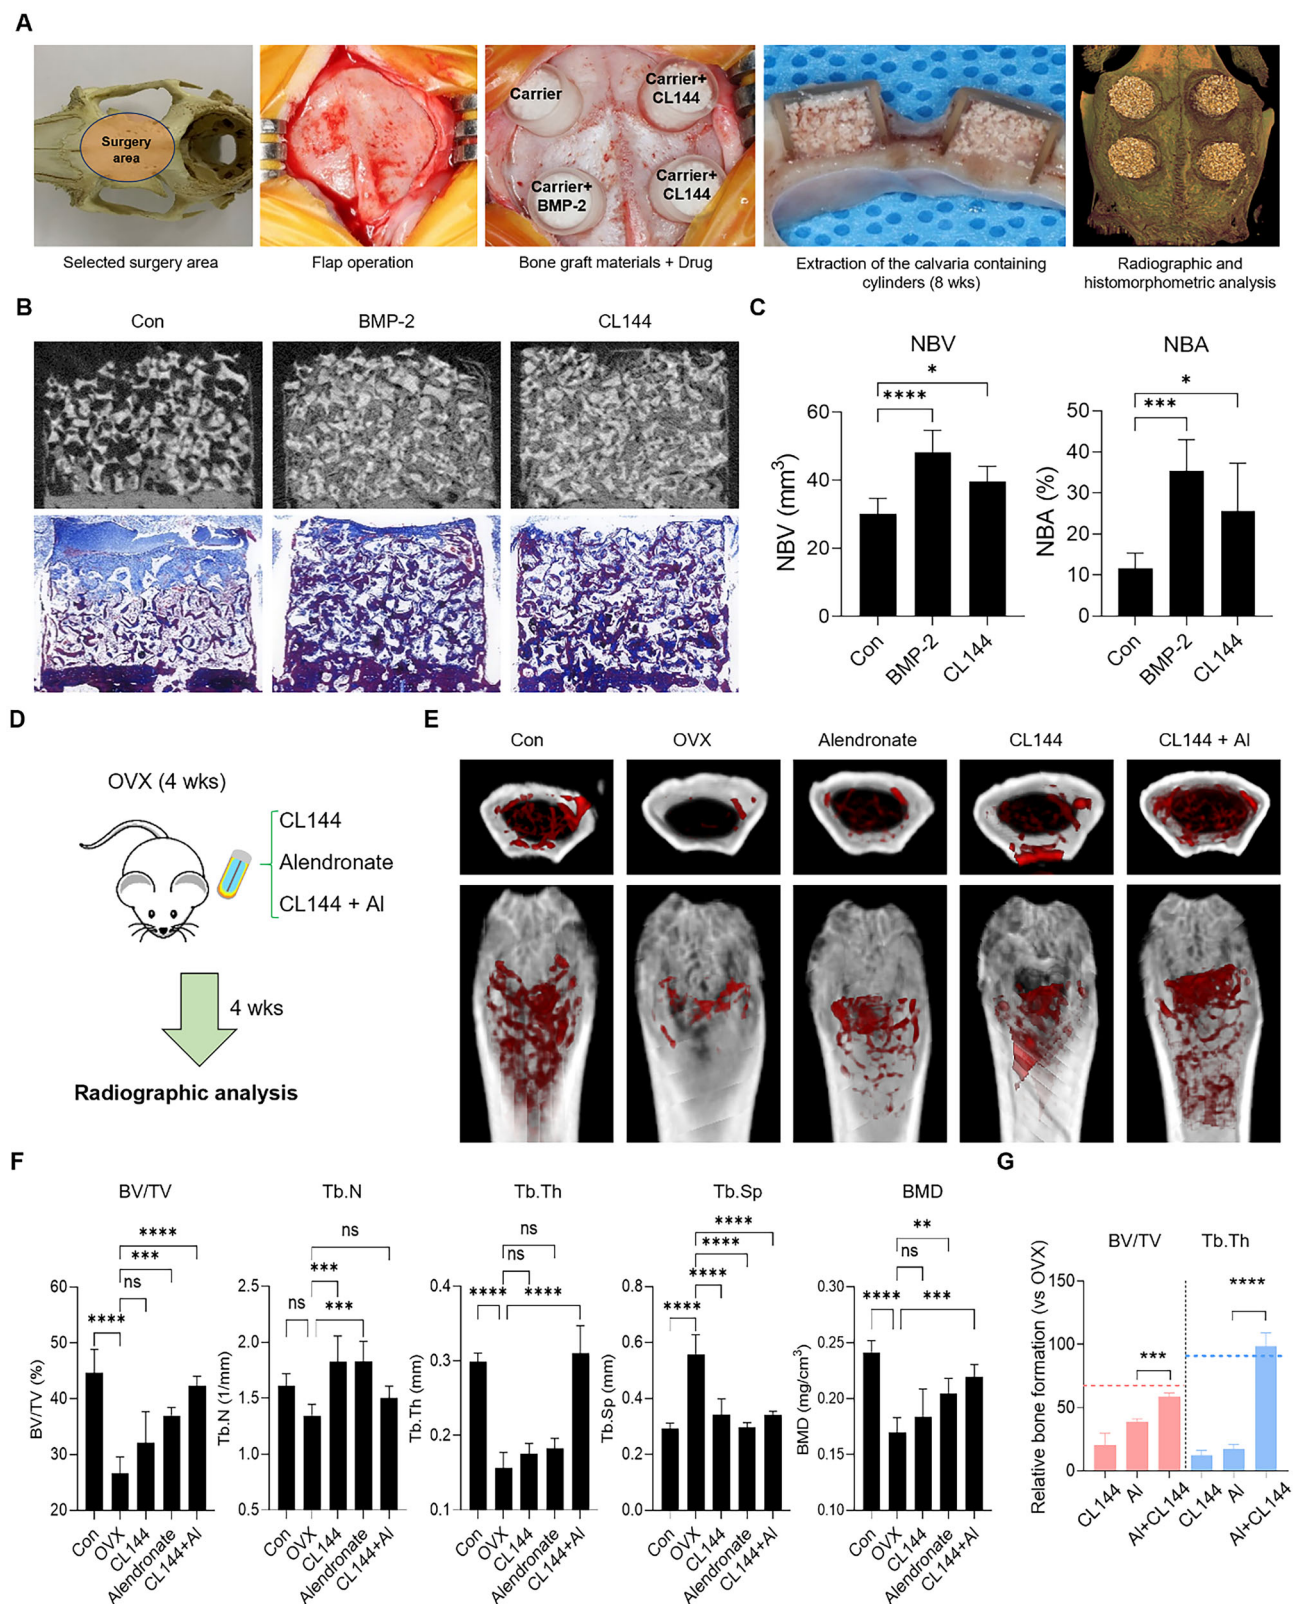 A
Surgery
area
Carrier
Carrier+
CL144
Carrier+
BMP-2
Carrier+
CL144
Selected surgery area
Flap operation
Bone graft materials + Drug
Extraction of the calvaria containing
cylinders (8 wks)
Radiographic and
histomorphometric analysis
B
Con
BMP-2
CL144
C
NBV
*
****
NBV (mm3)
60
40
20
0
Con
BMP-2
CL144
NBA
*
***
NBA (%)
50
40
30
20
10
0
Con
BMP-2
CL144
D
OVX (4 wks)
CL144
Alendronate
CL144 + Al
4 wks
Radiographic analysis
E
Con
OVX
Alendronate
CL144
CL144 + Al
F
BV/TV
****
***
ns
****
BV/TV (%)
60
50
40
30
20
Con
OVX
CL144
Alendronate
CL144+Al
Tb.N
ns
***
ns
***
Tb.N (1/mm)
2.5
2.0
1.5
1.0
0.5
Con
OVX
CL144
Alendronate
CL144+Al
Tb.Th
ns
ns
****
****
Tb.Th (mm)
0.4
0.3
0.2
0.1
Con
OVX
CL144
Alendronate
CL144+Al
Tb.Sp
****
****
****
****
Tb.Sp (mm)
0.8
0.6
0.4
0.2
0.0
Con
OVX
CL144
Alendronate
CL144+Al
BMD
**
ns
****
***
BMD (mg/cm3)
0.30
0.25
0.20
0.15
0.10
Con
OVX
CL144
Alendronate
CL144+Al
G
BV/TV
Tb.Th
Relative bone formation (vs OVX)
150
100
50
0
***
****
CL144
Al
Al+CL144
CL144
Al
Al+CL144